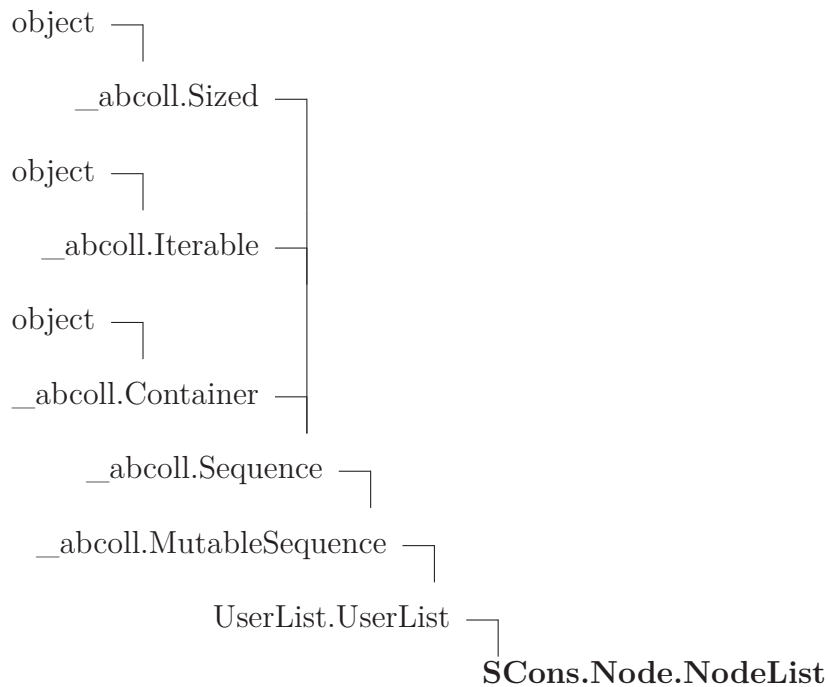 object
_abcoll.Sized
object
_abcoll.Iterable
object
_abcoll.Container
_abcoll.Sequence
_abcoll.MutableSequence
UserList.UserList
SCons.Node.NodeList